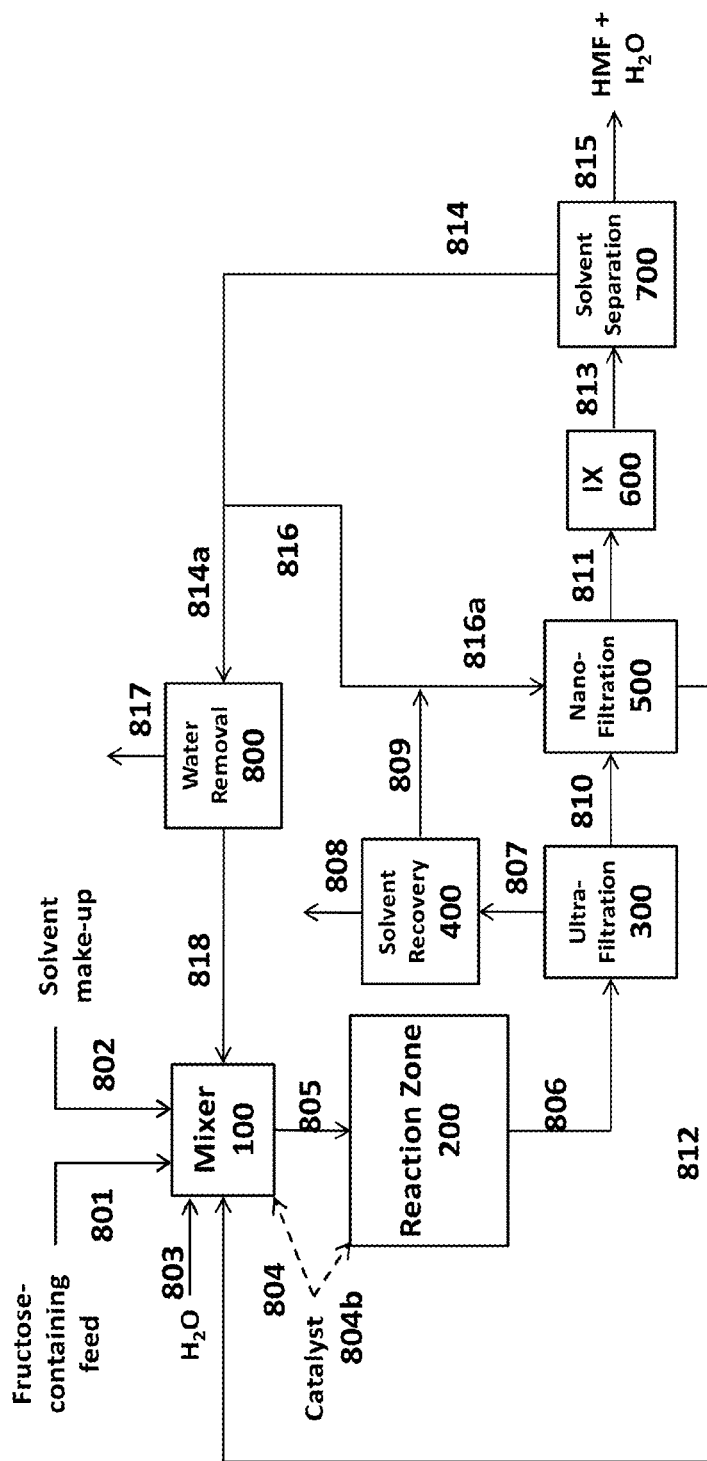 Fructose-
containing
feed
801
Solvent
make-up
802
803
H₂O
Mixer
100
818
Water
Removal
800
817
814a
816
814
804
Catalyst
804b
805
Reaction Zone
200
806
Solvent
Recovery
400
808
809
807
816a
Ultra-
Filtration
300
810
Nano-
Filtration
500
811
IX
600
813
Solvent
Separation
700
815
HMF +
H₂O
812